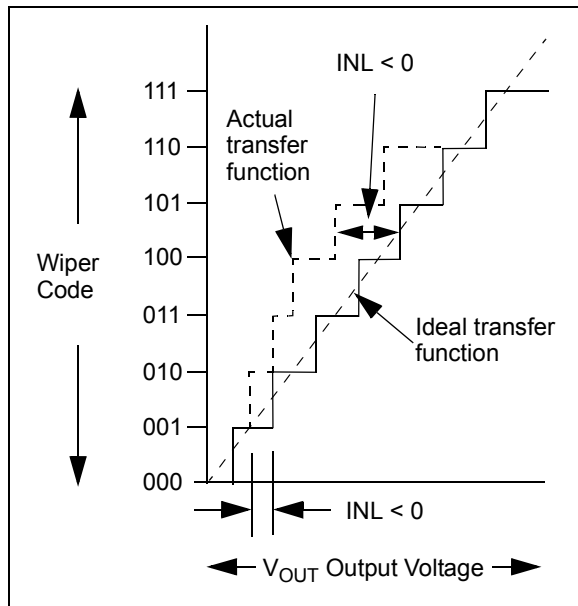 INL < 0
111
Actual
transfer
function
110
101
Wiper
Code
100
011
Ideal transfer
function
010
001
000
INL < 0
VOUT Output Voltage